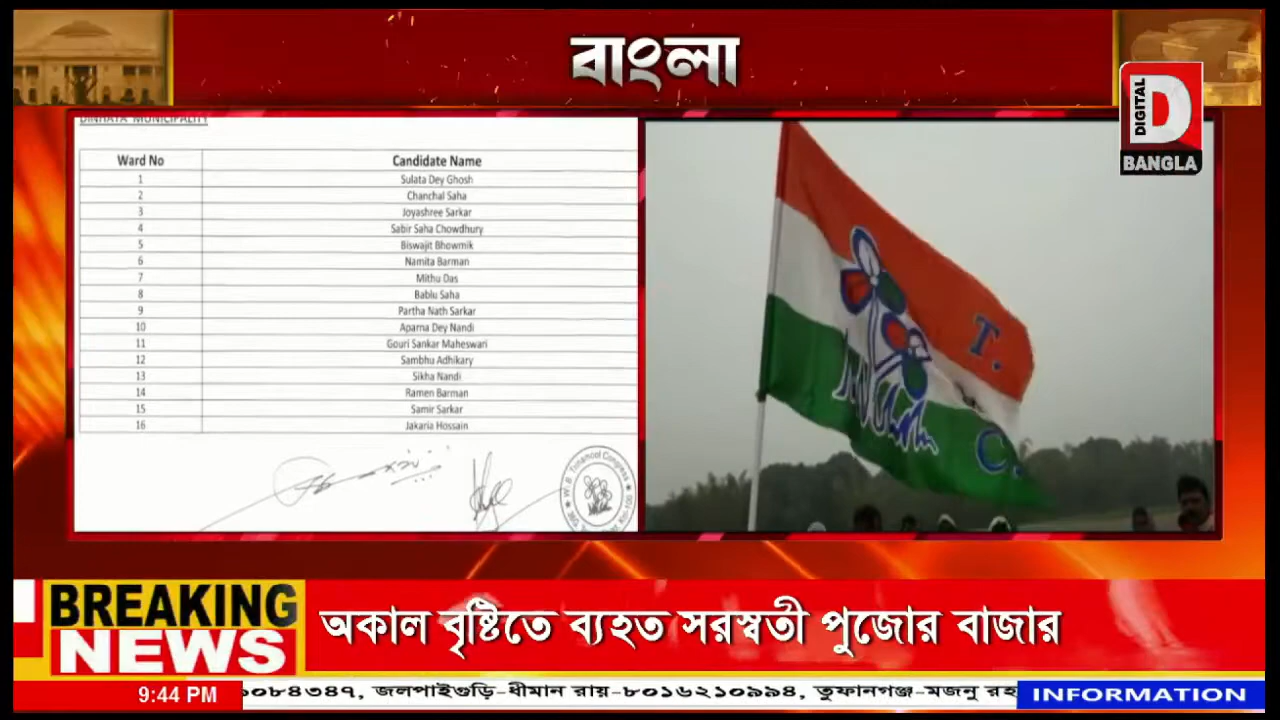 বাংলা
DIGITAL
D
BANGLA
DINHATA MUNICIPALITY
Ward No Candidate Name
1 Sulata Dey Ghosh
2 Chanchal Saha
3 Joyashree Sarkar
4 Sabir Saha Chowdhury
5 Biswajit Bhowmik
6 Namita Barman
7 Mithu Das
8 Bablu Saha
9 Partha Nath Sarkar
10 Aparna Dey Nandi
11 Gouri Sankar Maheswari
12 Sambhu Adhikary
13 Sikha Nandi
14 Ramen Barman
15 Samir Sarkar
16 Jakaria Hossain
W.B. Trinamool Congress
T.
C.
BREAKING
NEWS
অকাল বৃষ্টিতে ব্যহত সরস্বতী পুজোর বাজার
9:44 PM
০৮৪৩৪৭, জলপাইগুড়ি-ধীমান রায়-৮০১৬২১০৯৯৪, তুফানগঞ্জ-মজনু রহ
INFORMATION